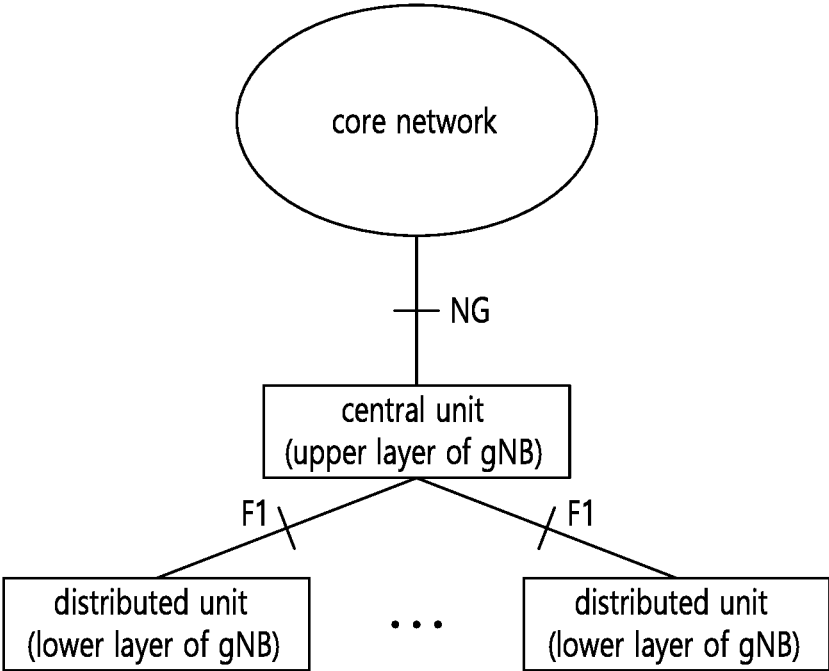 core network
NG
central unit
(upper layer of gNB)
F1
F1
distributed unit
(lower layer of gNB)
...
distributed unit
(lower layer of gNB)